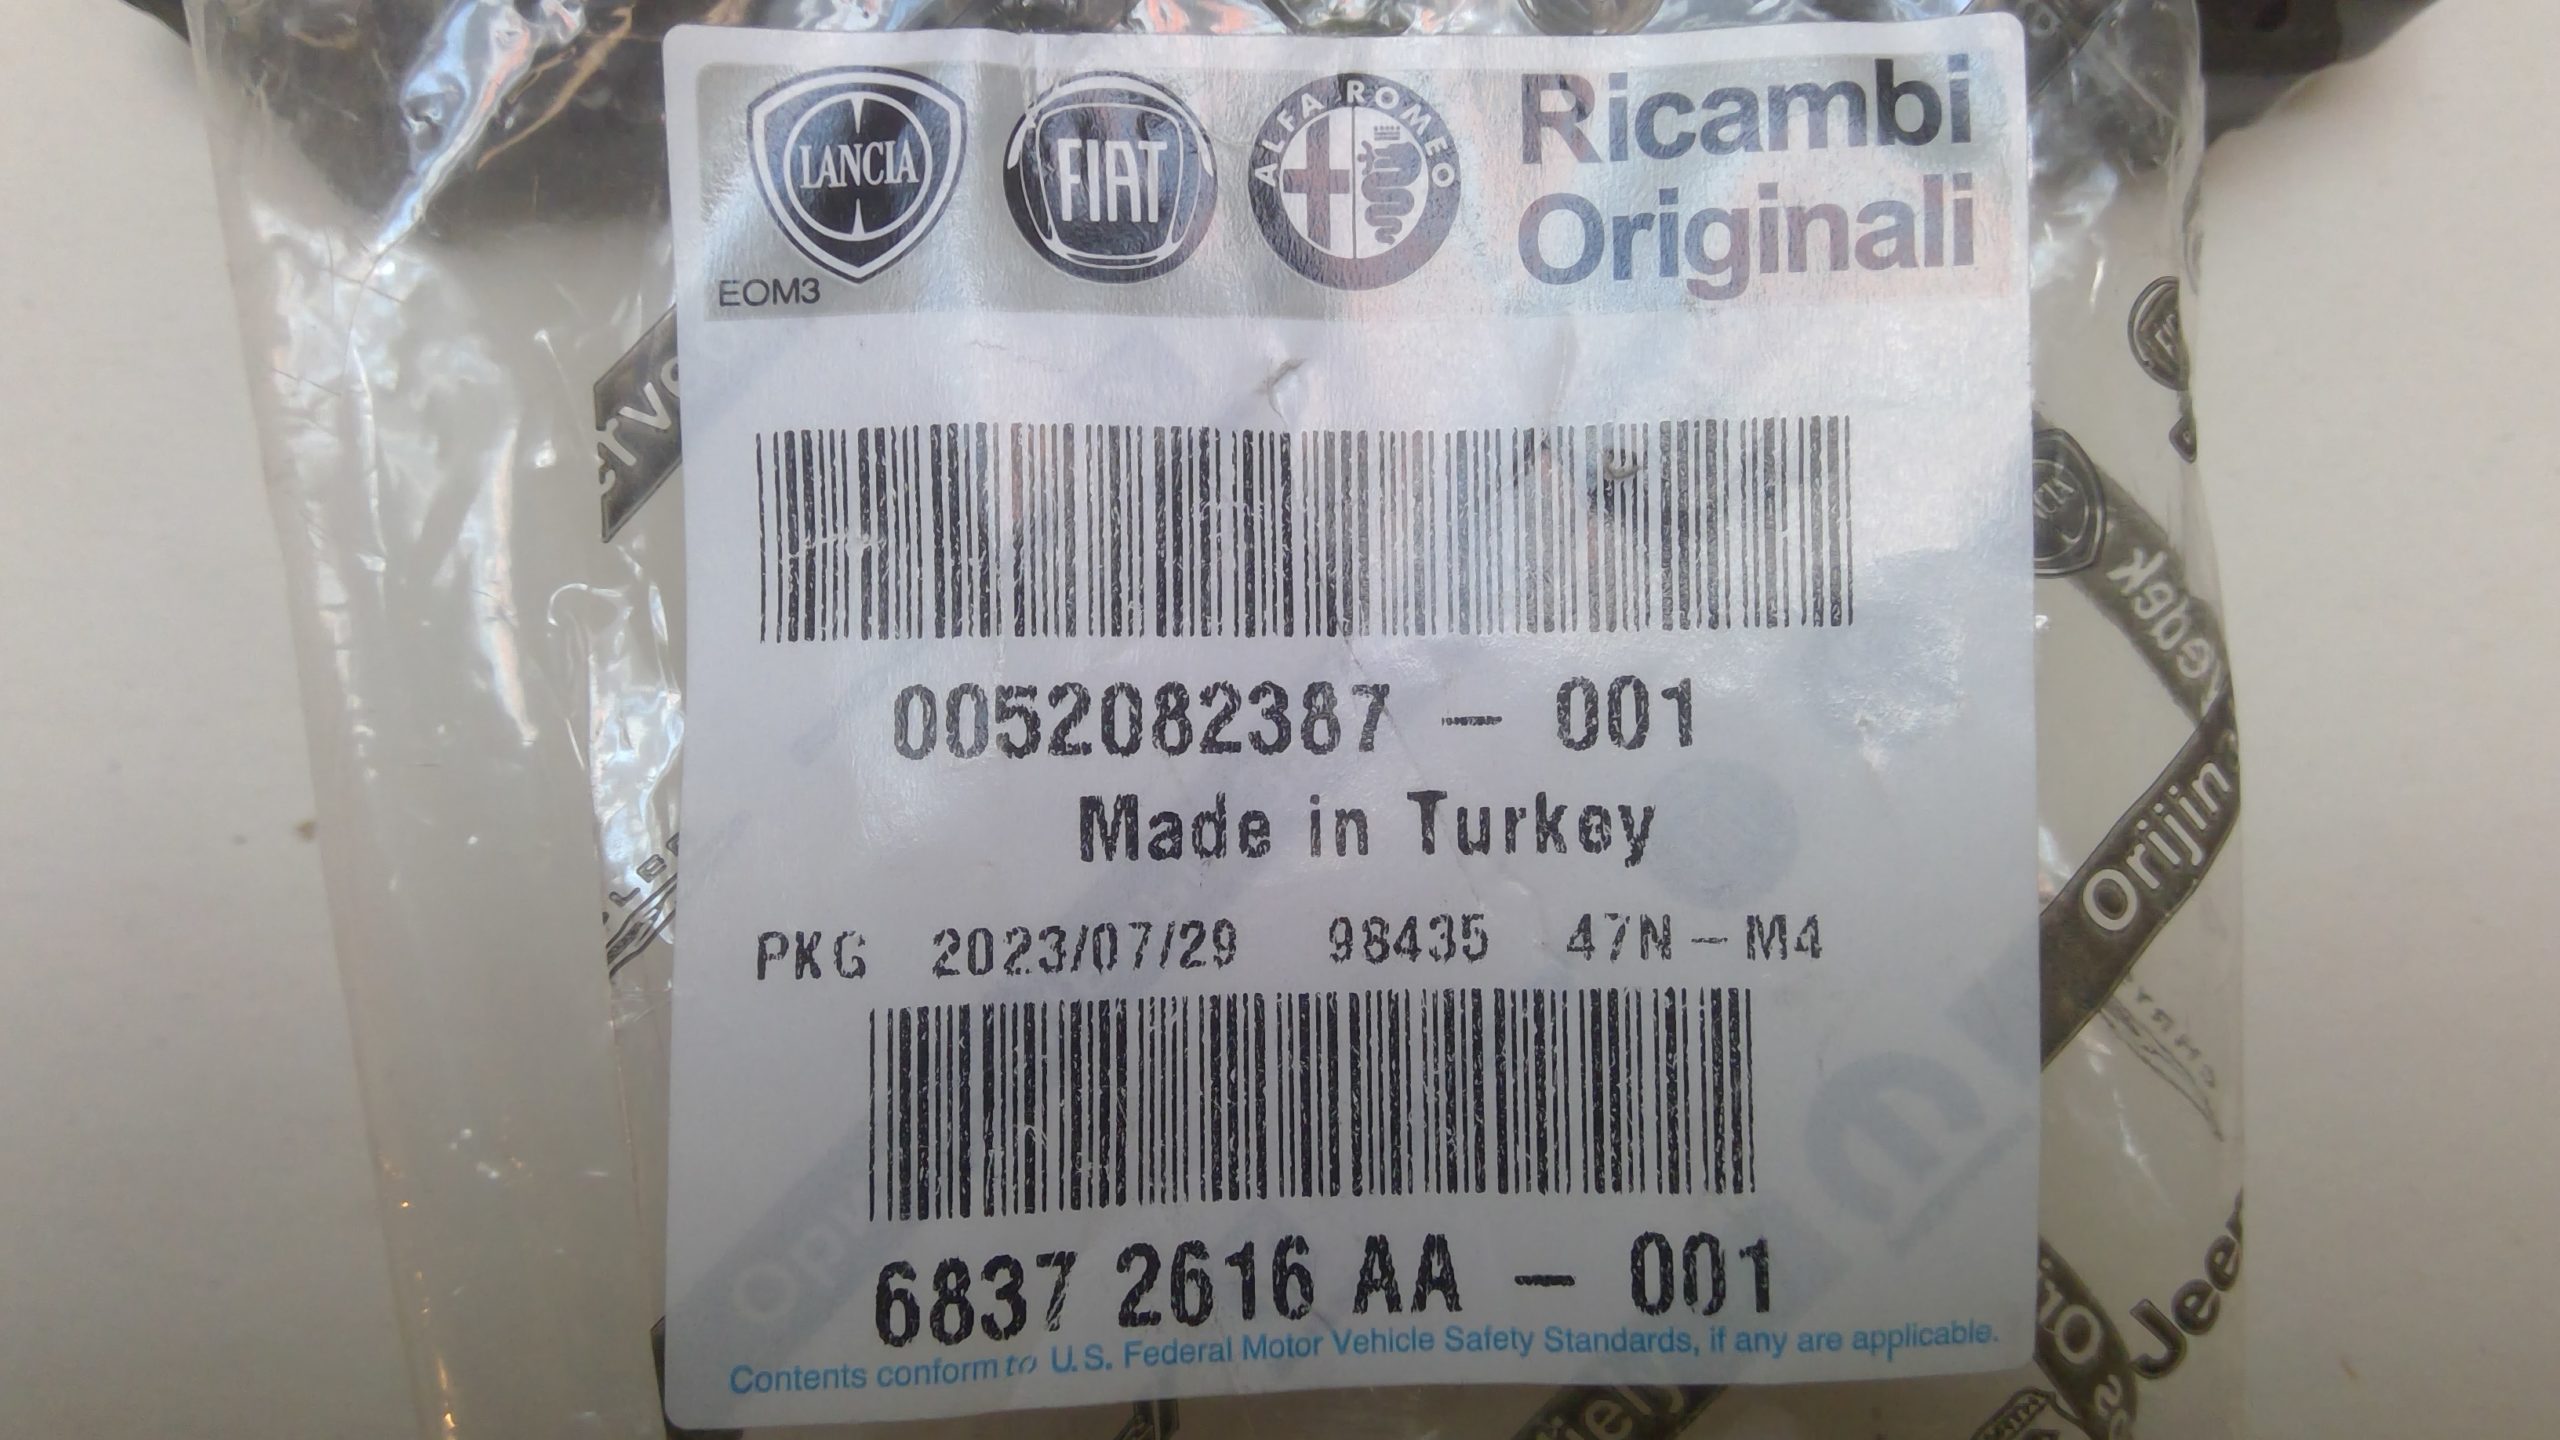 LANCIA
FIAT
ALFA ROMEO
Ricambi
Originali
EOM3
0052082387 – 001
Made in Turkey
PKG 2023/07/29 98435 47N – M4
6837 2616 AA – 001
Contents conform to U.S. Federal Motor Vehicle Safety Standards, if any are applicable.
Yedek
Orijin
Jeep